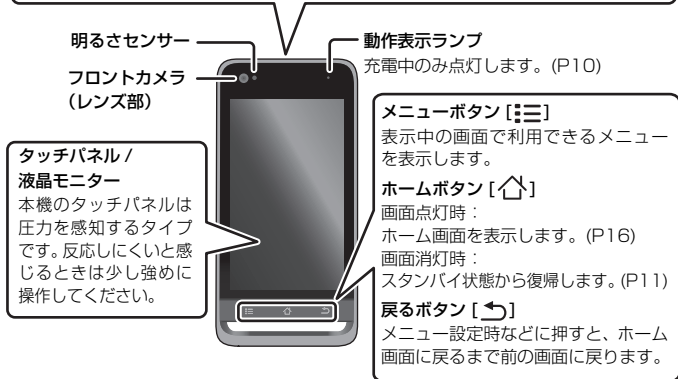 明るさセンサー
フロントカメラ
（レンズ部）
タッチパネル /
液晶モニター
本機のタッチパネルは
圧力を感知するタイプ
です。反応しにくいと感
じるときは少し強めに
操作してください。
動作表示ランプ
充電中のみ点灯します。(P10)
メニューボタン [ ]
表示中の画面で利用できるメニュー
を表示します。
ホームボタン [ ]
画面点灯時：
ホーム画面を表示します。(P16)
画面消灯時：
スタンバイ状態から復帰します。(P11)
戻るボタン [ ]
メニュー設定時などに押すと、ホーム
画面に戻るまで前の画面に戻ります。